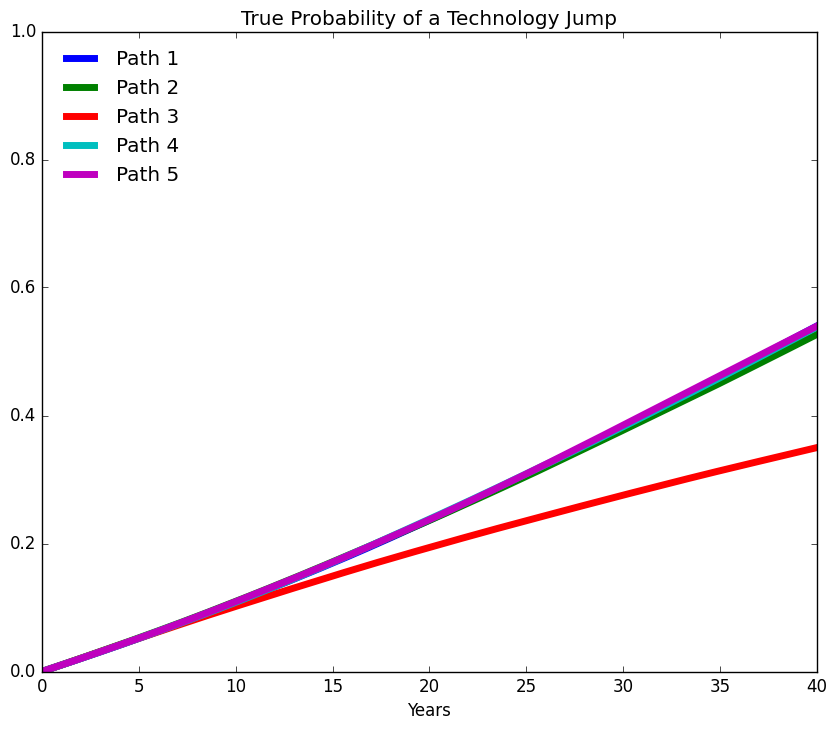 True Probability of a Technology Jump
1.0
Path 1
Path 2
Path 3
Path 4
Path 5
0.8
0.6
0.4
0.2
0.0
0 5 10 15 20 25 30 35 40
Years